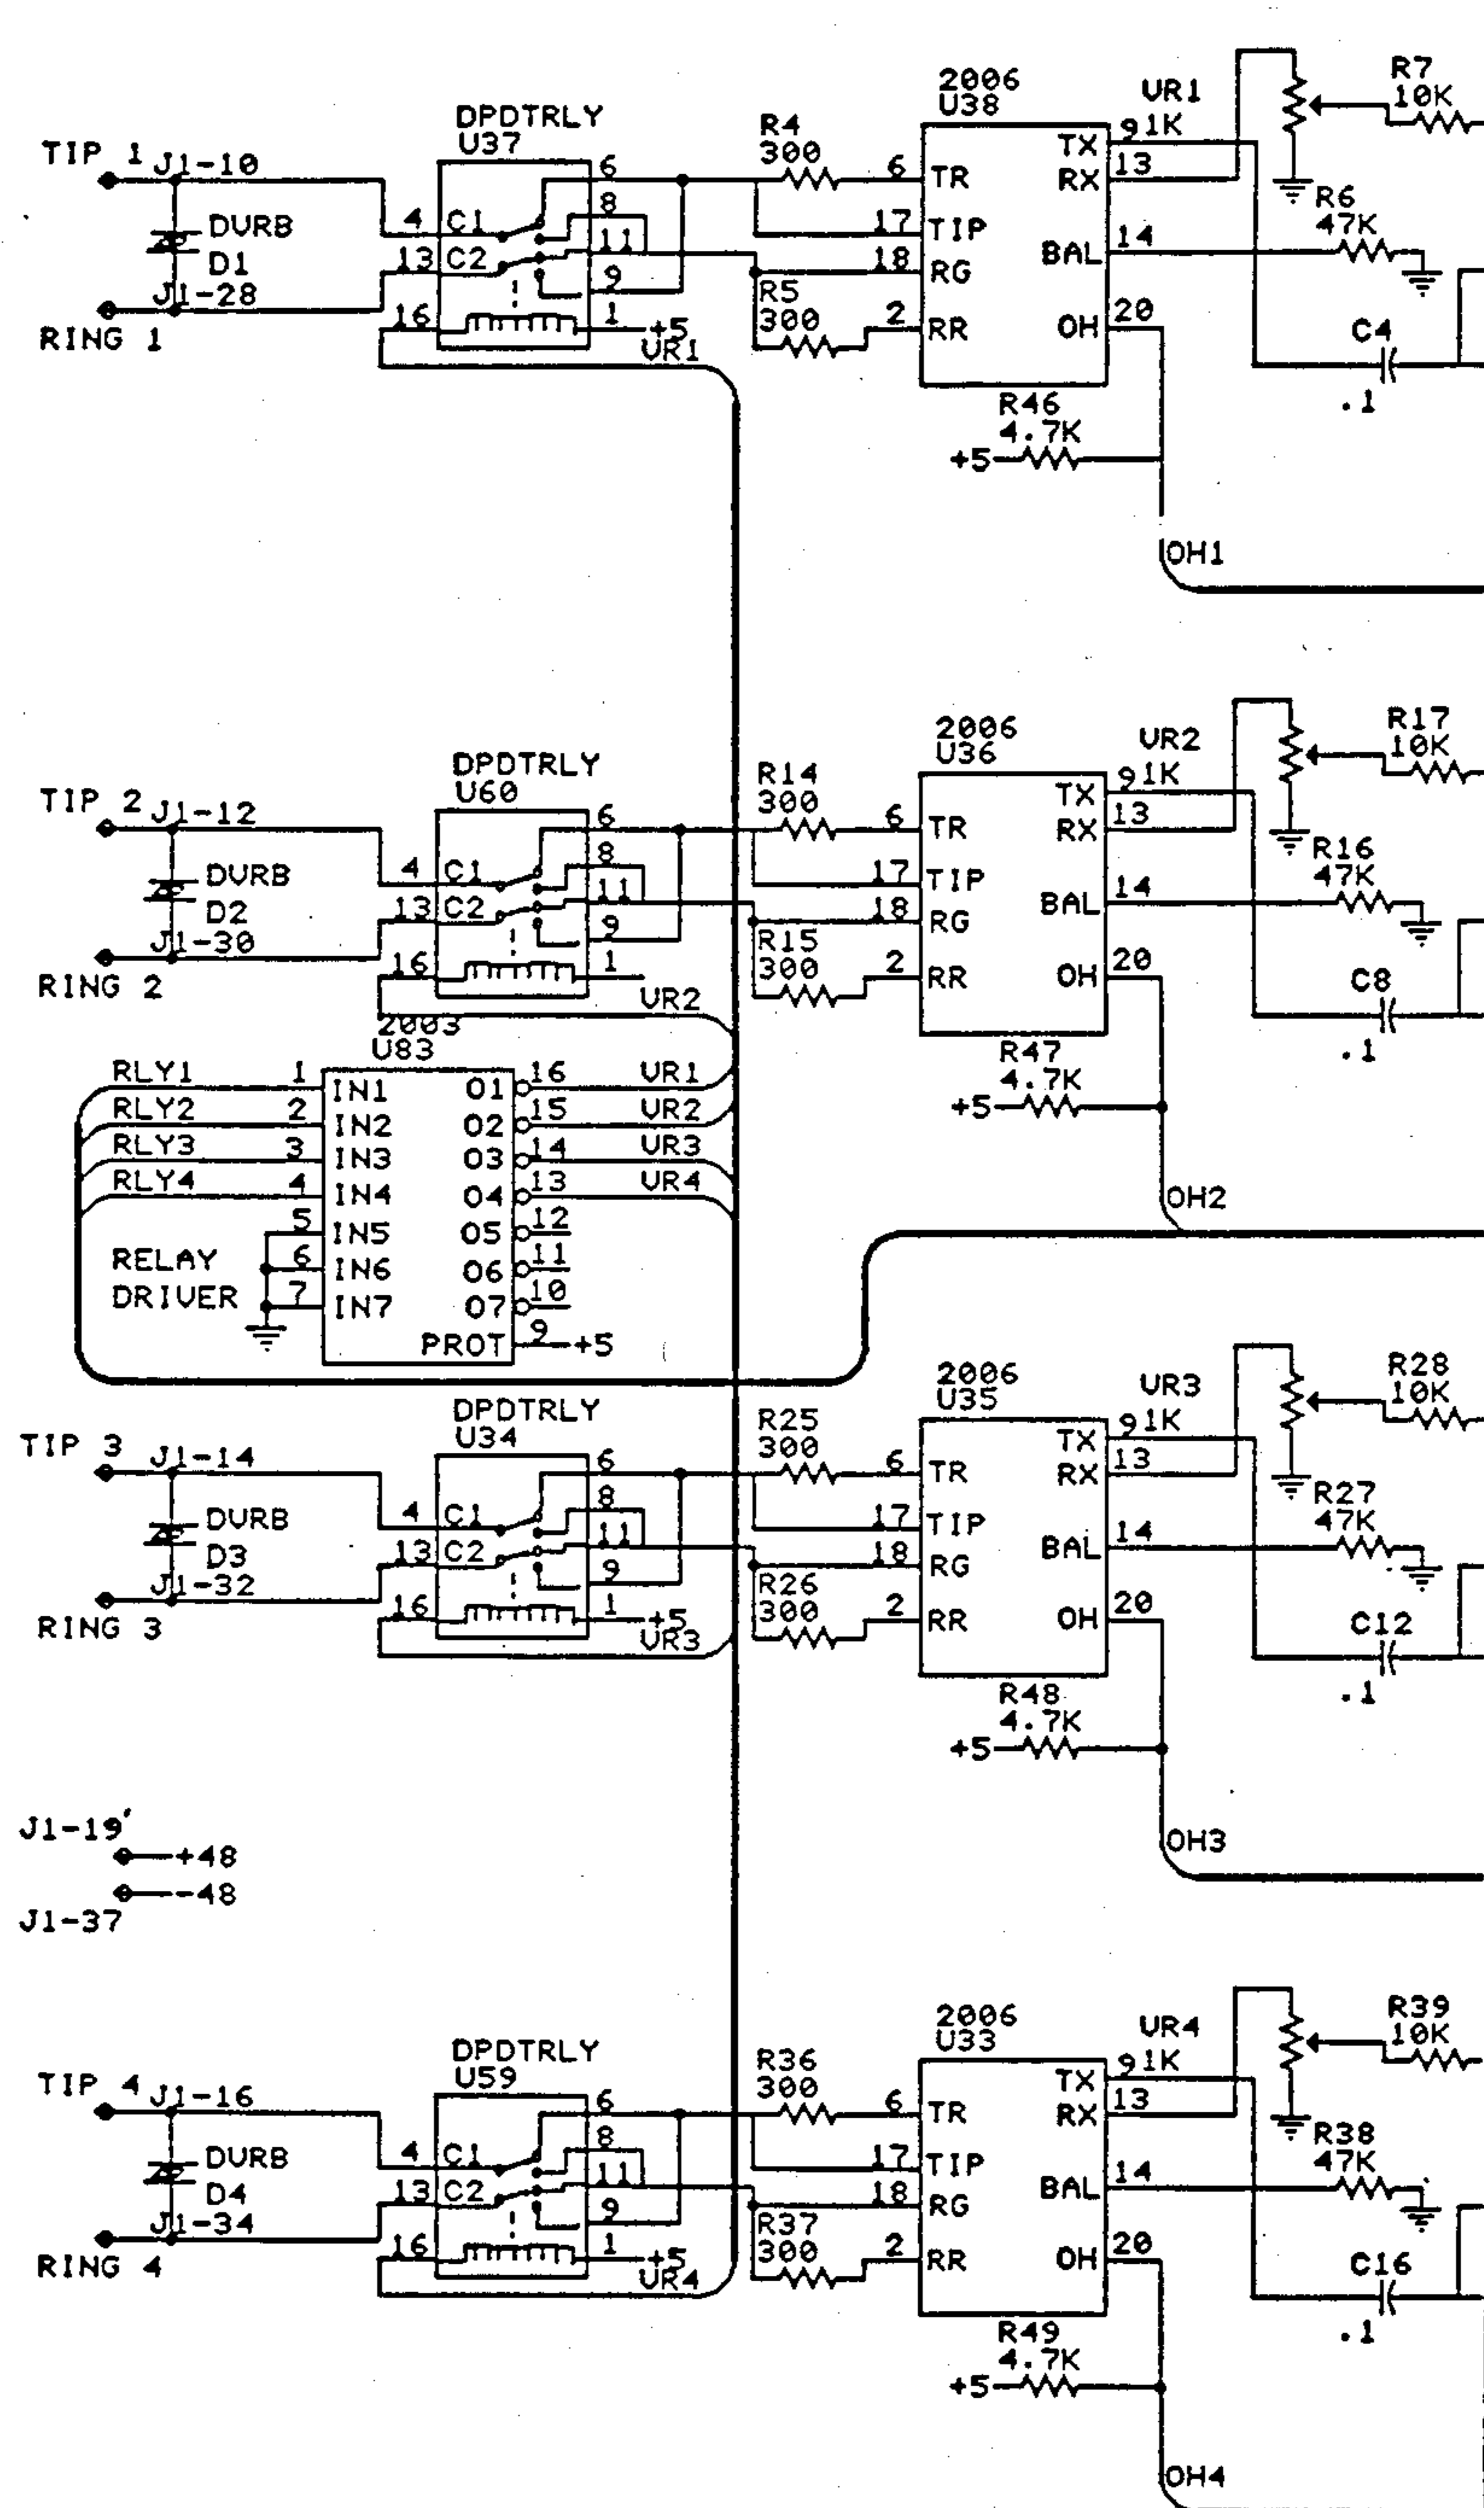 2006
U38
VR1
R7
10K
DPDTRLY
U37
R4
300
TX
9
1K
TIP 1
J1-10
6
6
TR
RX
13
8
R6
47K
4
C1
17
TIP
DVRB
11
BAL
14
13
C2
18
RG
D1
9
R5
300
J1-28
16
1
+5
2
RR
OH
20
RING 1
VR1
C4
.1
R46
4.7K
+5
OH1
2006
U36
VR2
R17
10K
DPDTRLY
U60
R14
300
TX
9
1K
TIP 2
J1-12
6
6
TR
RX
13
8
R16
47K
4
C1
17
TIP
DVRB
11
BAL
14
13
C2
18
RG
D2
9
R15
300
J1-30
16
1
2
RR
OH
20
RING 2
VR2
C8
.1
2003
U83
R47
4.7K
+5
RLY1
1
IN1
O1
16
VR1
RLY2
2
IN2
O2
15
VR2
RLY3
3
IN3
O3
14
VR3
RLY4
4
IN4
O4
13
VR4
OH2
5
IN5
O5
12
RELAY
DRIVER
6
IN6
O6
11
7
IN7
O7
10
PROT
9
+5
2006
U35
VR3
R28
10K
DPDTRLY
U34
R25
300
TX
9
1K
TIP 3
J1-14
6
6
TR
RX
13
8
R27
47K
4
C1
17
TIP
DVRB
11
BAL
14
13
C2
18
RG
D3
9
R26
300
J1-32
16
1
+5
2
RR
OH
20
RING 3
VR3
C12
.1
R48
4.7K
+5
J1-19
+48
-48
J1-37
OH3
2006
U33
VR4
R39
10K
DPDTRLY
U59
R36
300
TX
9
1K
TIP 4
J1-16
6
6
TR
RX
13
8
R38
47K
4
C1
17
TIP
DVRB
11
BAL
14
13
C2
18
RG
D4
9
R37
300
J1-34
16
1
+5
2
RR
OH
20
RING 4
VR4
C16
.1
R49
4.7K
+5
OH4